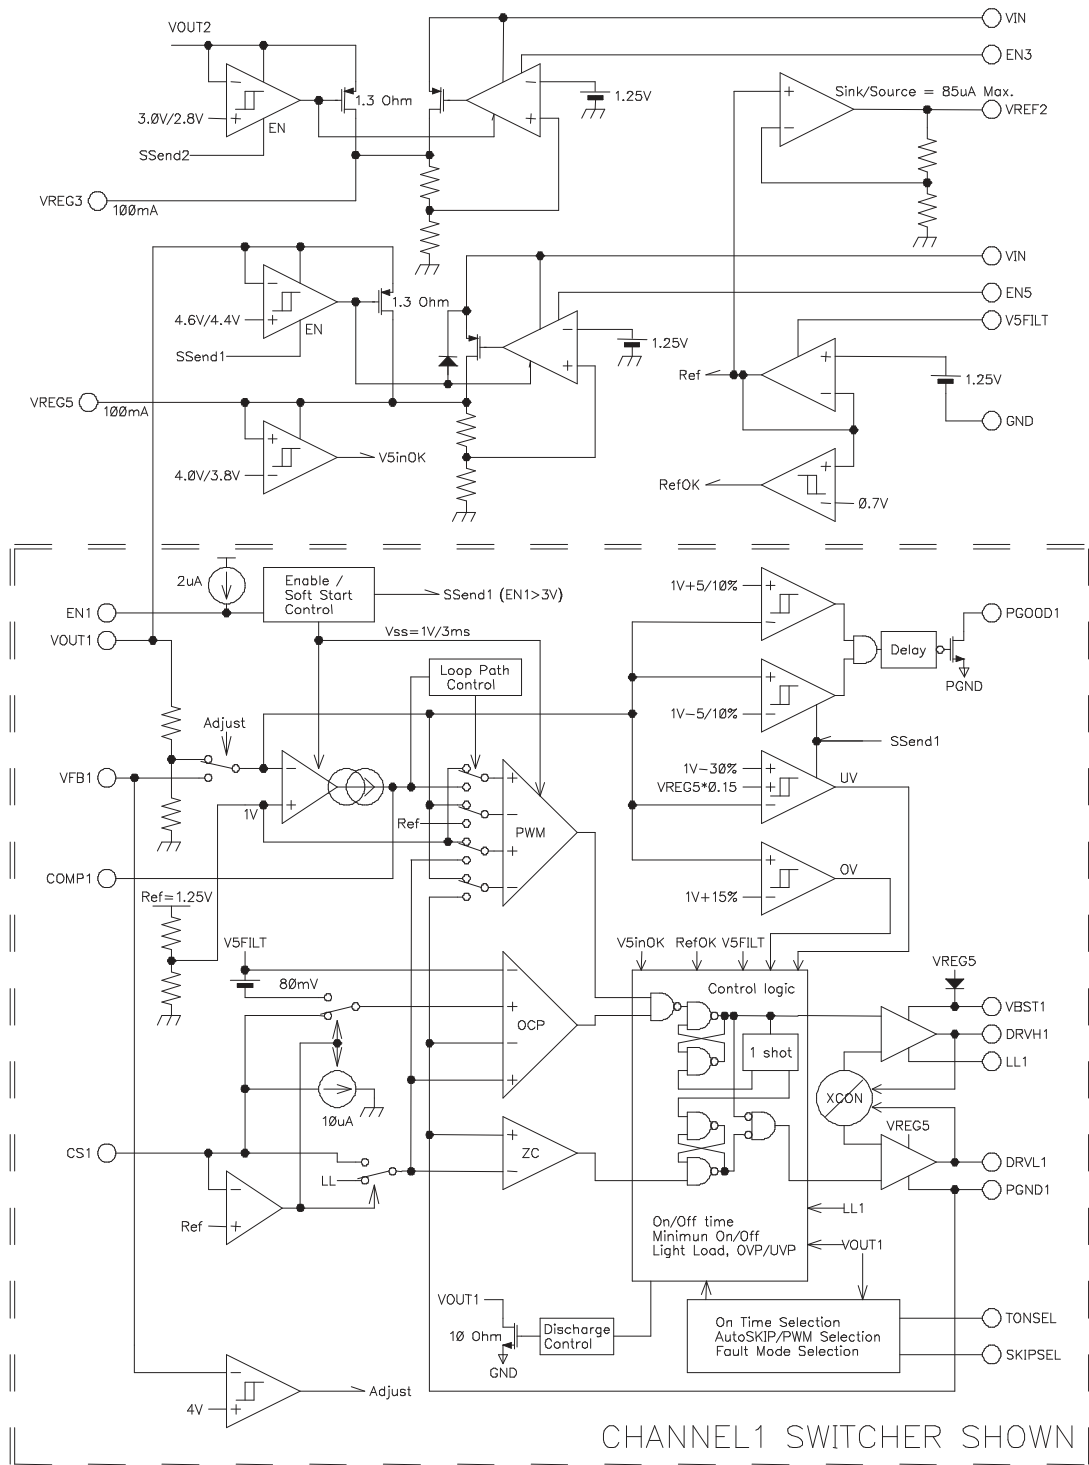 VOUT2
VIN
EN3
1.3 Ohm
1.25V
Sink/Source = 85uA Max.
VREF2
3.0V/2.8V
EN
SSend2
VREG3
100mA
VIN
EN5
1.3 Ohm
4.6V/4.4V
EN
V5FILT
SSend1
1.25V
Ref
1.25V
VREG5
100mA
GND
V5inOK
4.0V/3.8V
RefOK
0.7V
2uA
Enable /
Soft Start
Control
SSend1 (EN1>3V)
1V+5/10%
EN1
PGOOD1
VOUT1
Vss=1V/3ms
Delay
Loop Path
Control
PGND
1V-5/10%
Adjust
SSend1
VFB1
1V-30%
VREG5*0.15
UV
1V
Ref
PWM
COMP1
OV
1V+15%
Ref=1.25V
V5FILT
V5inOK RefOK V5FILT
VREG5
80mV
Control logic
VBST1
OCP
DRVH1
1 shot
LL1
XCON
10uA
VREG5
CS1
ZC
DRVL1
LL
PGND1
Ref
On/Off time
Minimun On/Off
Light Load, OVP/UVP
LL1
VOUT1
VOUT1
10 Ohm
Discharge
Control
GND
On Time Selection
AutoSKIP/PWM Selection
Fault Mode Selection
TONSEL
SKIPSEL
Adjust
4V
CHANNEL1 SWITCHER SHOWN